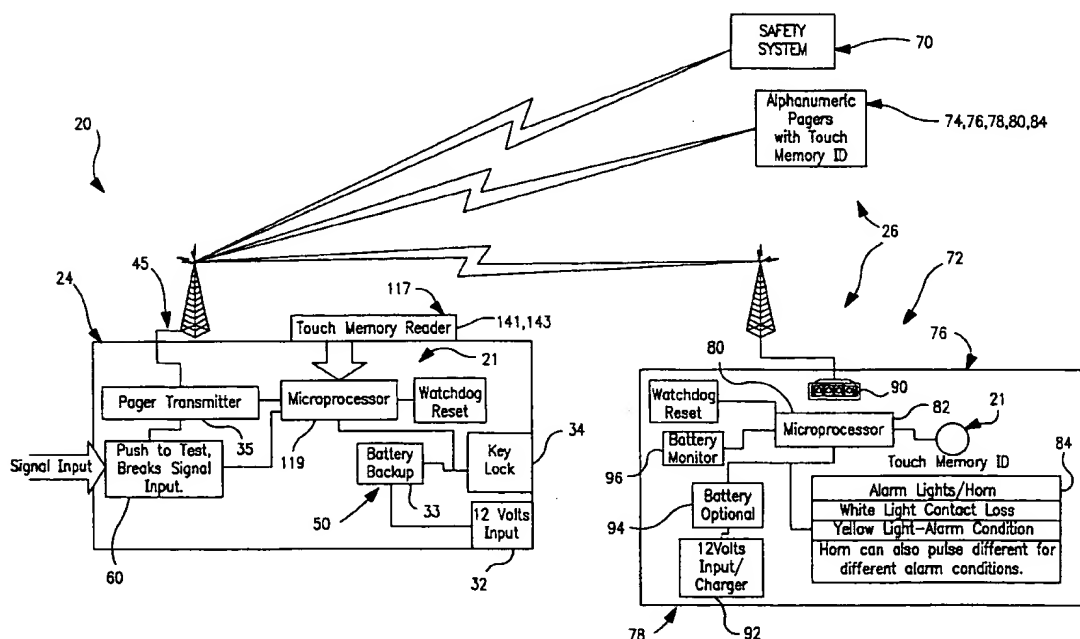 SAFETY
SYSTEM
70
Alphanumeric
Pagers
with Touch
Memory ID
74,76,78,80,84
20
26
72
45
24
117
Touch Memory Reader
141,143
21
Pager Transmitter
Microprocessor
Watchdog
Reset
35
119
34
Signal Input
Push to Test,
Breaks Signal
Input.
Battery
Backup
Key
Lock
50
33
12 Volts
Input
60
32
76
80
90
Watchdog
Reset
82
21
Microprocessor
Battery
Monitor
96
Touch Memory ID
84
Battery
Optional
94
Alarm Lights/Horn
White Light Contact Loss
Yellow Light-Alarm Condition
Horn can also pulse different for
different alarm conditions.
12Volts
Input/
Charger
78
92